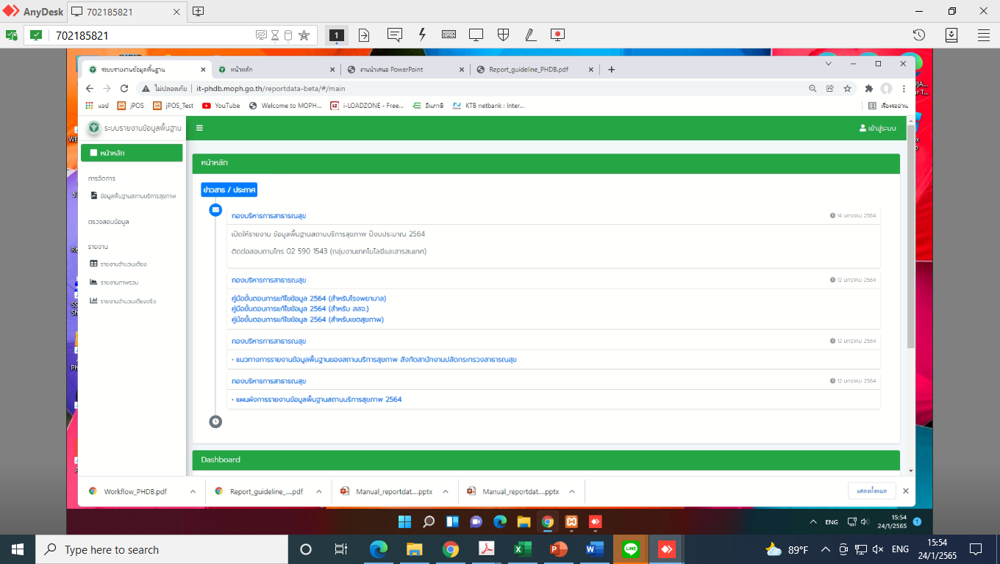 AnyDesk
702185821
702185821
1
ระบบรายงานข้อมูลพื้นฐาน
หน้าหลัก
งานนำเสนอ PowerPoint
Report_guideline_PHDB.pdf
ไม่ปลอดภัย
it-phdb.moph.go.th/reportdata-beta/#/main
แอป
jPOS
jPOS_Test
YouTube
Welcome to MOPH...
i-LOADZONE - Free...
ยื่นภาษี
KTB netbank : Inter...
เรื่องรออ่าน
ระบบรายงานข้อมูลพื้นฐาน
เข้าสู่ระบบ
หน้าหลัก
การจัดการ
ข้อมูลพื้นฐานสถานบริการสุขภาพ
ตรวจสอบข้อมูล
รายงาน
รายงานจำนวนเตียง
รายงานภาพรวม
รายงานจำนวนเตียงจริง
หน้าหลัก
ข่าวสาร / ประกาศ
กองบริหารการสาธารณสุข
14 มกราคม 2564
เปิดให้รายงาน ข้อมูลพื้นฐานสถานบริการสุขภาพ ปีงบประมาณ 2564
ติดต่อสอบถามโทร 02 590 1543 (กลุ่มงานเทคโนโลยีและสารสนเทศ)
กองบริหารการสาธารณสุข
12 มกราคม 2564
คู่มือขั้นตอนการแก้ไขข้อมูล 2564 (สำหรับโรงพยาบาล)
คู่มือขั้นตอนการแก้ไขข้อมูล 2564 (สำหรับ สสจ.)
คู่มือขั้นตอนการแก้ไขข้อมูล 2564 (สำหรับเขตสุขภาพ)
กองบริหารการสาธารณสุข
12 มกราคม 2564
• แนวทางการรายงานข้อมูลพื้นฐานของสถานบริการสุขภาพ สังกัดสำนักงานปลัดกระทรวงสาธารณสุข
กองบริหารการสาธารณสุข
12 มกราคม 2564
• แผนผังการรายงานข้อมูลพื้นฐานสถานบริการสุขภาพ 2564
Dashboard
Workflow_PHDB.pdf
Report_guideline_....pdf
Manual_reportdat....pptx
Manual_reportdat....pptx
แสดงทั้งหมด
ENG
15:54
24/1/2565
1
Type here to search
89°F
ENG
15:54
24/1/2565